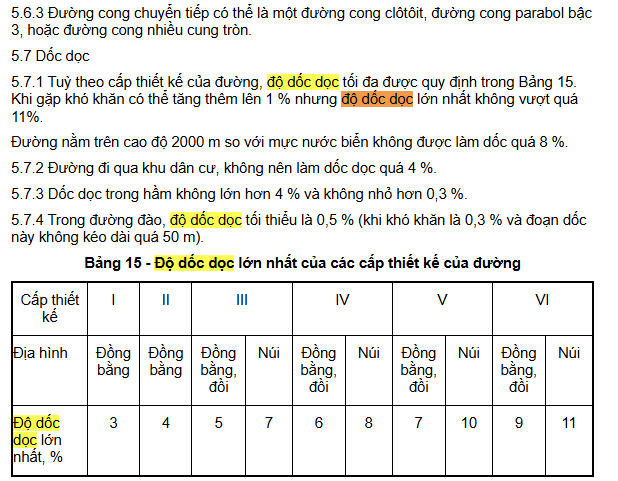 5.6.3 Đường cong chuyển tiếp có thể là một đường cong clôtôit, đường cong parabol bậc
3, hoặc đường cong nhiều cung tròn.
5.7 Dốc dọc
5.7.1 Tuỳ theo cấp thiết kế của đường, độ dốc dọc tối đa được quy định trong Bảng 15.
Khi gặp khó khăn có thể tăng thêm lên 1 % nhưng độ dốc dọc lớn nhất không vượt quá
11%.
Đường nằm trên cao độ 2000 m so với mực nước biển không được làm dốc quá 8 %.
5.7.2 Đường đi qua khu dân cư, không nên làm dốc dọc quá 4 %.
5.7.3 Dốc dọc trong hầm không lớn hơn 4 % và không nhỏ hơn 0,3 %.
5.7.4 Trong đường đào, độ dốc dọc tối thiểu là 0,5 % (khi khó khăn là 0,3 % và đoạn dốc
này không kéo dài quá 50 m).
Bảng 15 - Độ dốc dọc lớn nhất của các cấp thiết kế của đường
Cấp thiết I II III IV V VI
kế
Địa hình Đồng Đồng Đồng Núi Đồng Núi Đồng Núi Đồng Núi
bằng bằng bằng, bằng, bằng, bằng,
đồi đồi đồi đồi
Độ dốc 3 4 5 7 6 8 7 10 9 11
dọc lớn
nhất, %